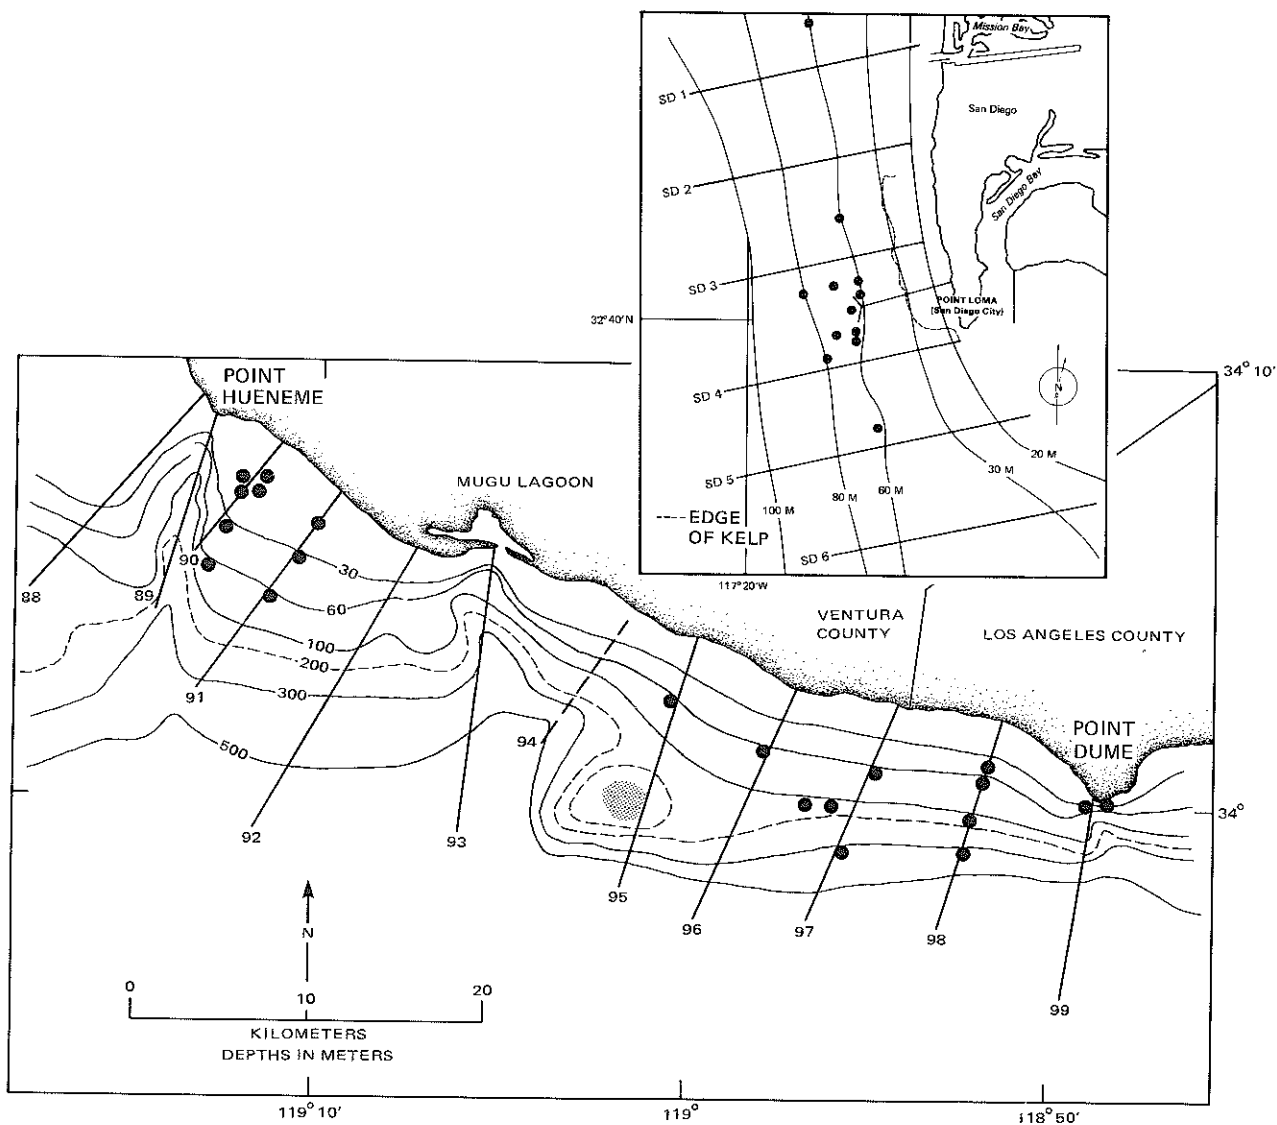 Mission Bay
SD 1
San Diego
SD 2
San Diego Bay
SD 3
POINT LOMA
(San Diego City)
32°40'N
N
SD 4
20 M
30 M
SD 5
80 M
60 M
100 M
EDGE
OF KELP
SD 6
117°20'W
34°10'
POINT
HUENEME
MUGU LAGOON
90
30
88
89
60
100
200
91
300
VENTURA
COUNTY
LOS ANGELES COUNTY
POINT
DUME
500
94
34°
92
93
95
96
97
98
N
0
10
20
99
KILOMETERS
DEPTHS IN METERS
119°10'
119°
118°50'